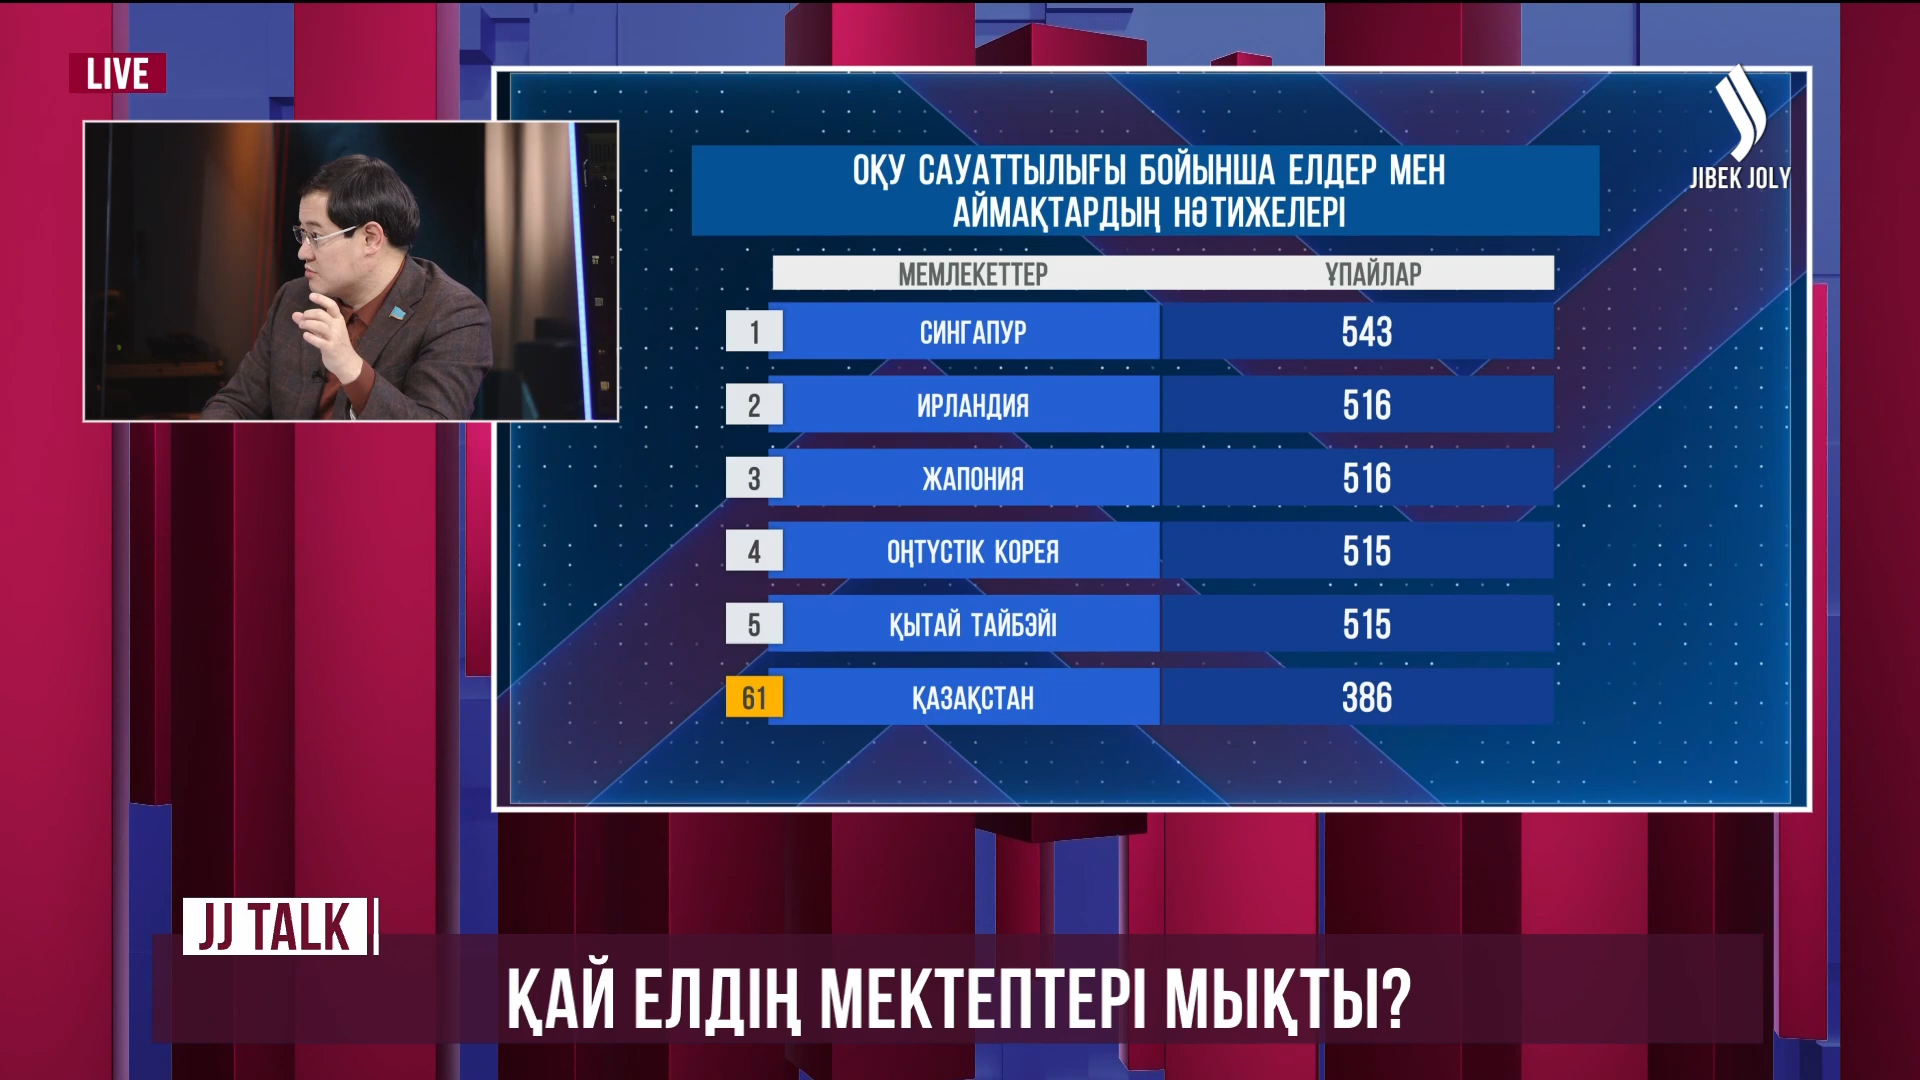 LIVE
JIBEK JOLY
ОҚУ САУАТТЫЛЫҒЫ БОЙЫНША ЕЛДЕР МЕН
АЙМАҚТАРДЫҢ НӘТИЖЕЛЕРІ
МЕМЛЕКЕТТЕР ҰПАЙЛАР
1 СИНГАПУР 543
2 ИРЛАНДИЯ 516
3 ЖАПОНИЯ 516
4 ОҢТҮСТІК КОРЕЯ 515
5 ҚЫТАЙ ТАЙБЭЙІ 515
61 ҚАЗАҚСТАН 386
JJ TALK
ҚАЙ ЕЛДІҢ МЕКТЕПТЕРІ МЫҚТЫ?